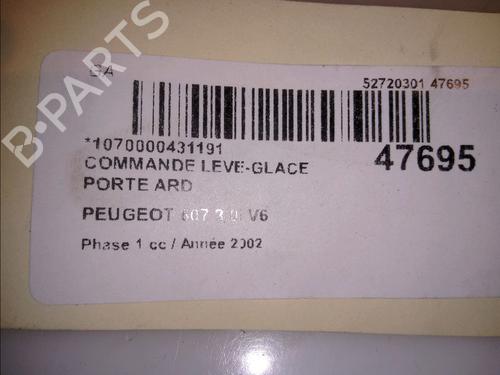 B-PARTS
52720301 47695
*1070000431191
47695
COMMANDE LEVE-GLACE
PORTE ARD
PEUGEOT 607 3.0i V6
Phase 1 cc / Année 2002